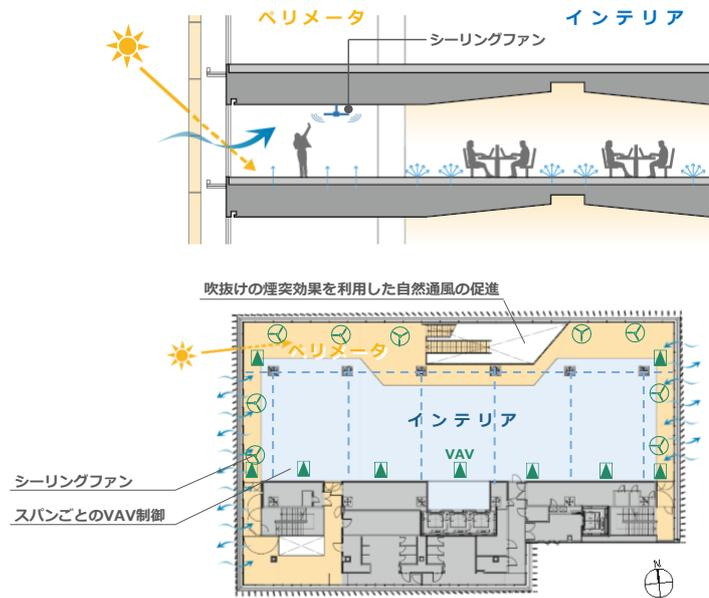 ペリメータ
インテリア
シーリングファン
吹抜けの煙突効果を利用した自然通風の促進
ペリメータ
インテリア
VAV
シーリングファン
スパンごとのVAV制御
N